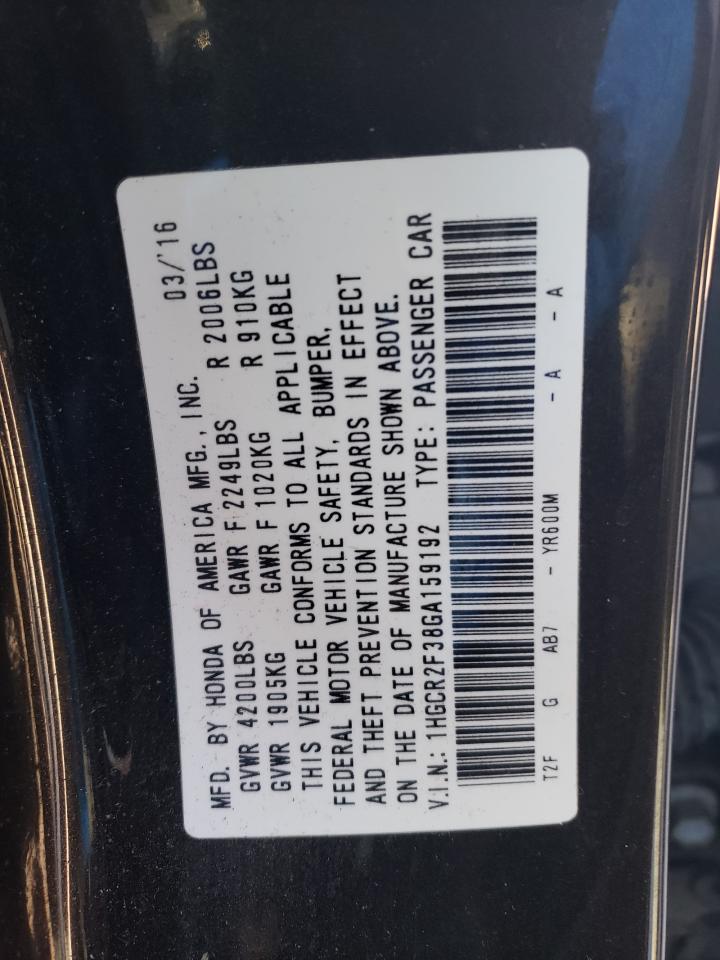 MFD. BY HONDA OF AMERICA MFG., INC. 03/'16
GVWR 4200LBS GAWR F 2249LBS R 2006LBS
GVWR 1905KG GAWR F 1020KG R 910KG
THIS VEHICLE CONFORMS TO ALL APPLICABLE
FEDERAL MOTOR VEHICLE SAFETY, BUMPER,
AND THEFT PREVENTION STANDARDS IN EFFECT
ON THE DATE OF MANUFACTURE SHOWN ABOVE.
V.I.N.: 1HGCR2F38GA159192 TYPE: PASSENGER CAR
T2F G AB7 - YR600M - A - A